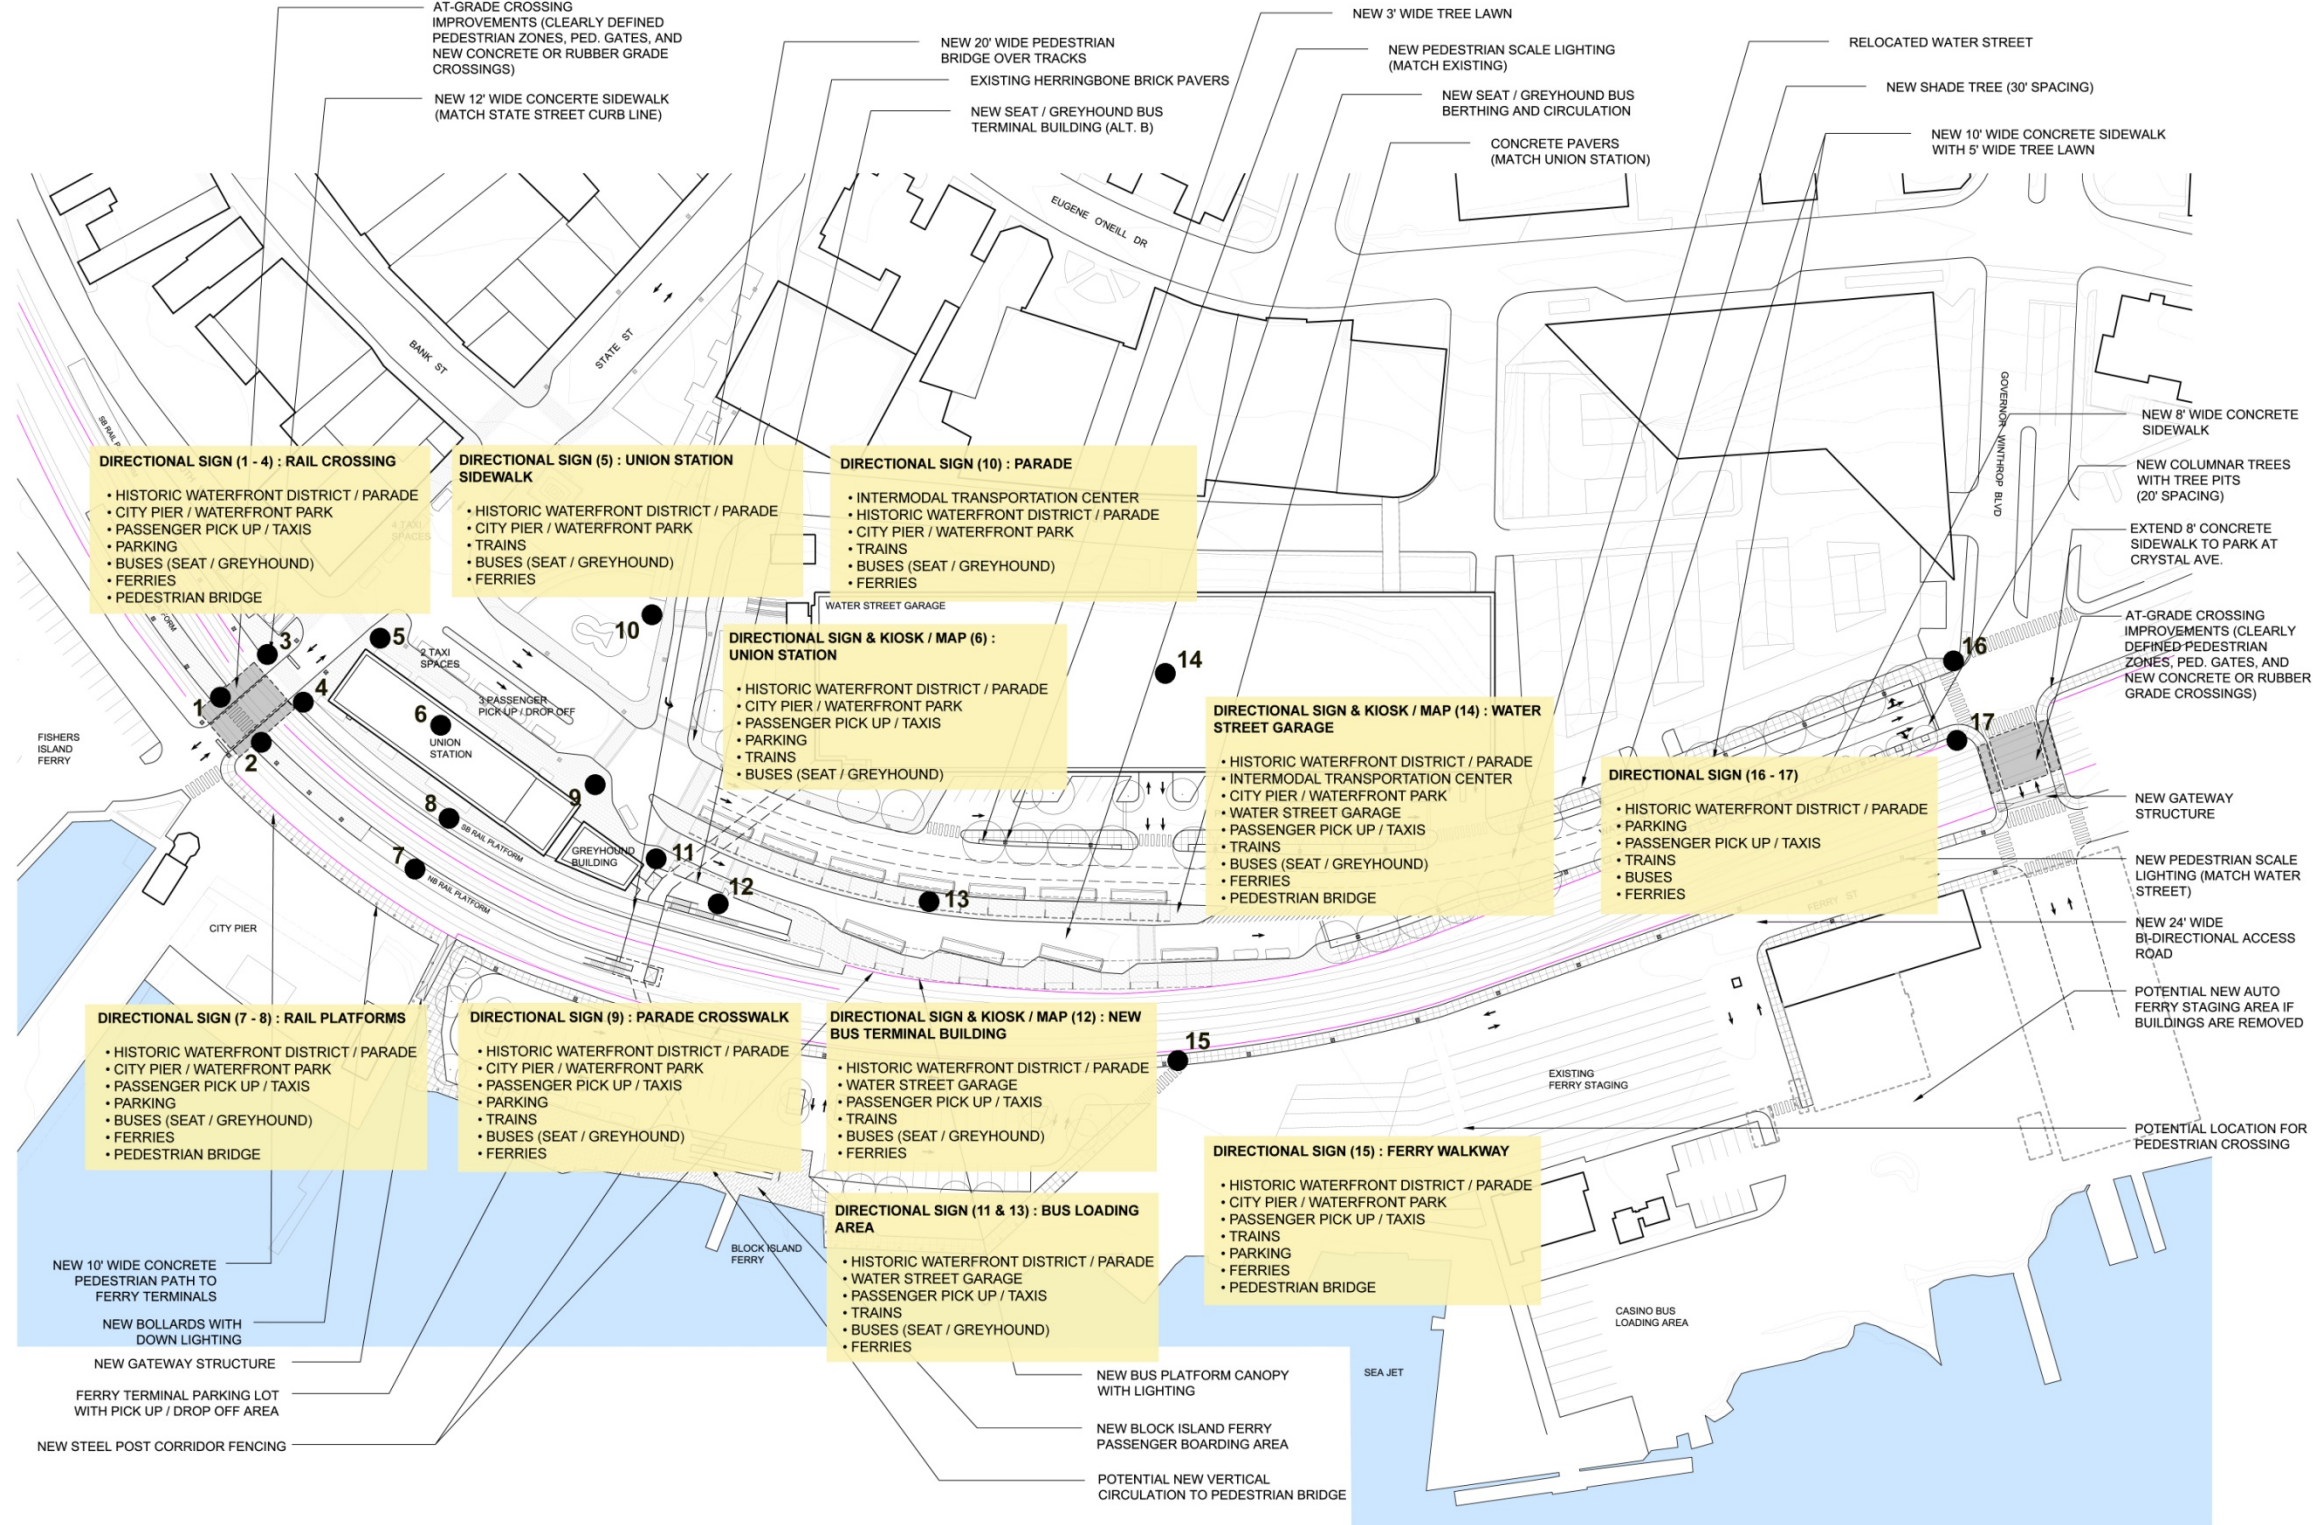 AT-GRADE CROSSING
IMPROVEMENTS (CLEARLY DEFINED
PEDESTRIAN ZONES, PED. GATES, AND
NEW CONCRETE OR RUBBER GRADE
CROSSINGS)
NEW 12' WIDE CONCERTE SIDEWALK
(MATCH STATE STREET CURB LINE)
NEW 20' WIDE PEDESTRIAN
BRIDGE OVER TRACKS
EXISTING HERRINGBONE BRICK PAVERS
NEW SEAT / GREYHOUND BUS
TERMINAL BUILDING (ALT. B)
NEW 3' WIDE TREE LAWN
NEW PEDESTRIAN SCALE LIGHTING
(MATCH EXISTING)
NEW SEAT / GREYHOUND BUS
BERTHING AND CIRCULATION
CONCRETE PAVERS
(MATCH UNION STATION)
RELOCATED WATER STREET
NEW SHADE TREE (30' SPACING)
NEW 10' WIDE CONCRETE SIDEWALK
WITH 5' WIDE TREE LAWN
EUGENE O'NEILL DR
BANK ST
STATE ST
GOVERNOR WINTHROP BLVD
SB RAIL P
NEW 8' WIDE CONCRETE
SIDEWALK
NEW COLUMNAR TREES
WITH TREE PITS
(20' SPACING)
EXTEND 8' CONCRETE
SIDEWALK TO PARK AT
CRYSTAL AVE.
AT-GRADE CROSSING
IMPROVEMENTS (CLEARLY
DEFINED PEDESTRIAN
ZONES, PED. GATES, AND
NEW CONCRETE OR RUBBER
GRADE CROSSINGS)
NEW GATEWAY
STRUCTURE
NEW PEDESTRIAN SCALE
LIGHTING (MATCH WATER
STREET)
NEW 24' WIDE
BI-DIRECTIONAL ACCESS
ROAD
POTENTIAL NEW AUTO
FERRY STAGING AREA IF
BUILDINGS ARE REMOVED
POTENTIAL LOCATION FOR
PEDESTRIAN CROSSING
DIRECTIONAL SIGN (1 - 4) : RAIL CROSSING
• HISTORIC WATERFRONT DISTRICT / PARADE
• CITY PIER / WATERFRONT PARK
• PASSENGER PICK UP / TAXIS
• PARKING
• BUSES (SEAT / GREYHOUND)
• FERRIES
• PEDESTRIAN BRIDGE
4 TAXI
SPACES
DIRECTIONAL SIGN (5) : UNION STATION
SIDEWALK
• HISTORIC WATERFRONT DISTRICT / PARADE
• CITY PIER / WATERFRONT PARK
• TRAINS
• BUSES (SEAT / GREYHOUND)
• FERRIES
DIRECTIONAL SIGN (10) : PARADE
• INTERMODAL TRANSPORTATION CENTER
• HISTORIC WATERFRONT DISTRICT / PARADE
• CITY PIER / WATERFRONT PARK
• TRAINS
• BUSES (SEAT / GREYHOUND)
• FERRIES
WATER STREET GARAGE
FORM
DIRECTIONAL SIGN & KIOSK / MAP (6) :
UNION STATION
• HISTORIC WATERFRONT DISTRICT / PARADE
• CITY PIER / WATERFRONT PARK
• PASSENGER PICK UP / TAXIS
• PARKING
• TRAINS
• BUSES (SEAT / GREYHOUND)
DIRECTIONAL SIGN & KIOSK / MAP (14) : WATER
STREET GARAGE
• HISTORIC WATERFRONT DISTRICT / PARADE
• INTERMODAL TRANSPORTATION CENTER
• CITY PIER / WATERFRONT PARK
• WATER STREET GARAGE
• PASSENGER PICK UP / TAXIS
• TRAINS
• BUSES (SEAT / GREYHOUND)
• FERRIES
• PEDESTRIAN BRIDGE
DIRECTIONAL SIGN (16 - 17)
• HISTORIC WATERFRONT DISTRICT / PARADE
• PARKING
• PASSENGER PICK UP / TAXIS
• TRAINS
• BUSES
• FERRIES
FERRY ST
1
2
3
4
5
6
7
8
9
10
11
12
13
14
15
16
17
2 TAXI
SPACES
3 PASSENGER
PICK UP / DROP OFF
UNION
STATION
FISHERS
ISLAND
FERRY
SB RAIL PLATFORM
NB RAIL PLATFORM
GREYHOUND
BUILDING
CITY PIER
DIRECTIONAL SIGN (7 - 8) : RAIL PLATFORMS
• HISTORIC WATERFRONT DISTRICT / PARADE
• CITY PIER / WATERFRONT PARK
• PASSENGER PICK UP / TAXIS
• PARKING
• BUSES (SEAT / GREYHOUND)
• FERRIES
• PEDESTRIAN BRIDGE
DIRECTIONAL SIGN (9) : PARADE CROSSWALK
• HISTORIC WATERFRONT DISTRICT / PARADE
• CITY PIER / WATERFRONT PARK
• PASSENGER PICK UP / TAXIS
• PARKING
• TRAINS
• BUSES (SEAT / GREYHOUND)
• FERRIES
DIRECTIONAL SIGN & KIOSK / MAP (12) : NEW
BUS TERMINAL BUILDING
• HISTORIC WATERFRONT DISTRICT / PARADE
• WATER STREET GARAGE
• PASSENGER PICK UP / TAXIS
• TRAINS
• BUSES (SEAT / GREYHOUND)
• FERRIES
DIRECTIONAL SIGN (11 & 13) : BUS LOADING
AREA
• HISTORIC WATERFRONT DISTRICT / PARADE
• WATER STREET GARAGE
• PASSENGER PICK UP / TAXIS
• TRAINS
• BUSES (SEAT / GREYHOUND)
• FERRIES
DIRECTIONAL SIGN (15) : FERRY WALKWAY
• HISTORIC WATERFRONT DISTRICT / PARADE
• CITY PIER / WATERFRONT PARK
• PASSENGER PICK UP / TAXIS
• TRAINS
• PARKING
• FERRIES
• PEDESTRIAN BRIDGE
EXISTING
FERRY STAGING
BLOCK ISLAND
FERRY
CASINO BUS
LOADING AREA
SEA JET
NEW 10' WIDE CONCRETE
PEDESTRIAN PATH TO
FERRY TERMINALS
NEW BOLLARDS WITH
DOWN LIGHTING
NEW GATEWAY STRUCTURE
FERRY TERMINAL PARKING LOT
WITH PICK UP / DROP OFF AREA
NEW STEEL POST CORRIDOR FENCING
NEW BUS PLATFORM CANOPY
WITH LIGHTING
NEW BLOCK ISLAND FERRY
PASSENGER BOARDING AREA
POTENTIAL NEW VERTICAL
CIRCULATION TO PEDESTRIAN BRIDGE